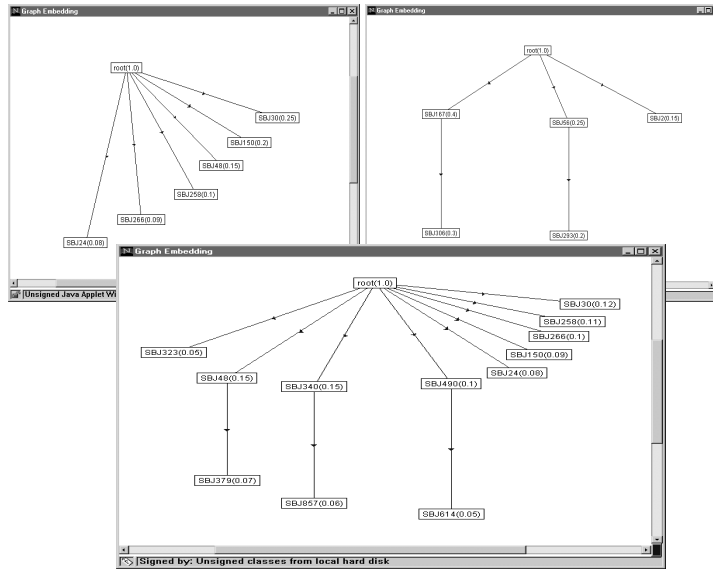 Graph Embedding
root(1.0)
SBJ30(0.25)
SBJ150(0.2)
SBJ48(0.15)
SBJ258(0.1)
SBJ266(0.09)
SBJ24(0.08)
Unsigned Java Applet Wi
Graph Embedding
root(1.0)
SBJ167(0.4)
SBJ56(0.25)
SBJ2(0.15)
SBJ306(0.3)
SBJ293(0.2)
Graph Embedding
root(1.0)
SBJ30(0.12)
SBJ258(0.11)
SBJ266(0.1)
SBJ150(0.09)
SBJ24(0.08)
SBJ323(0.05)
SBJ48(0.15)
SBJ340(0.15)
SBJ490(0.1)
SBJ379(0.07)
SBJ857(0.06)
SBJ614(0.05)
Signed by: Unsigned classes from local hard disk